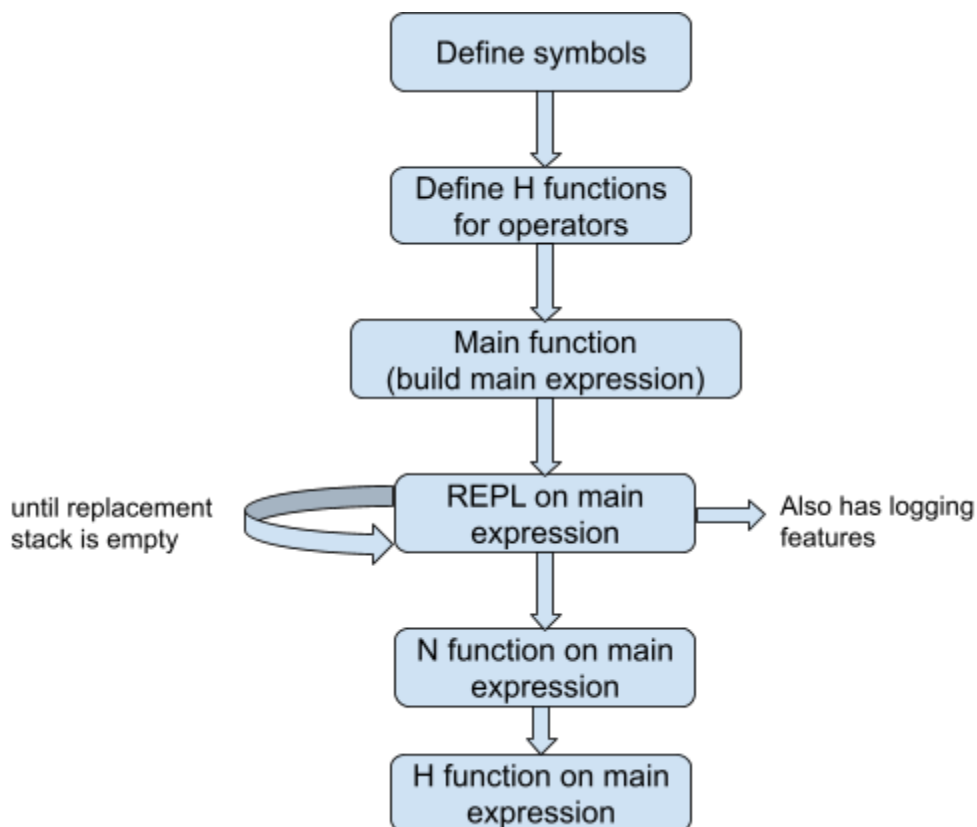 Define symbols
Define H functions
for operators
Main function
(build main expression)
until replacement
stack is empty
REPL on main
expression
Also has logging
features
N function on main
expression
H function on main
expression